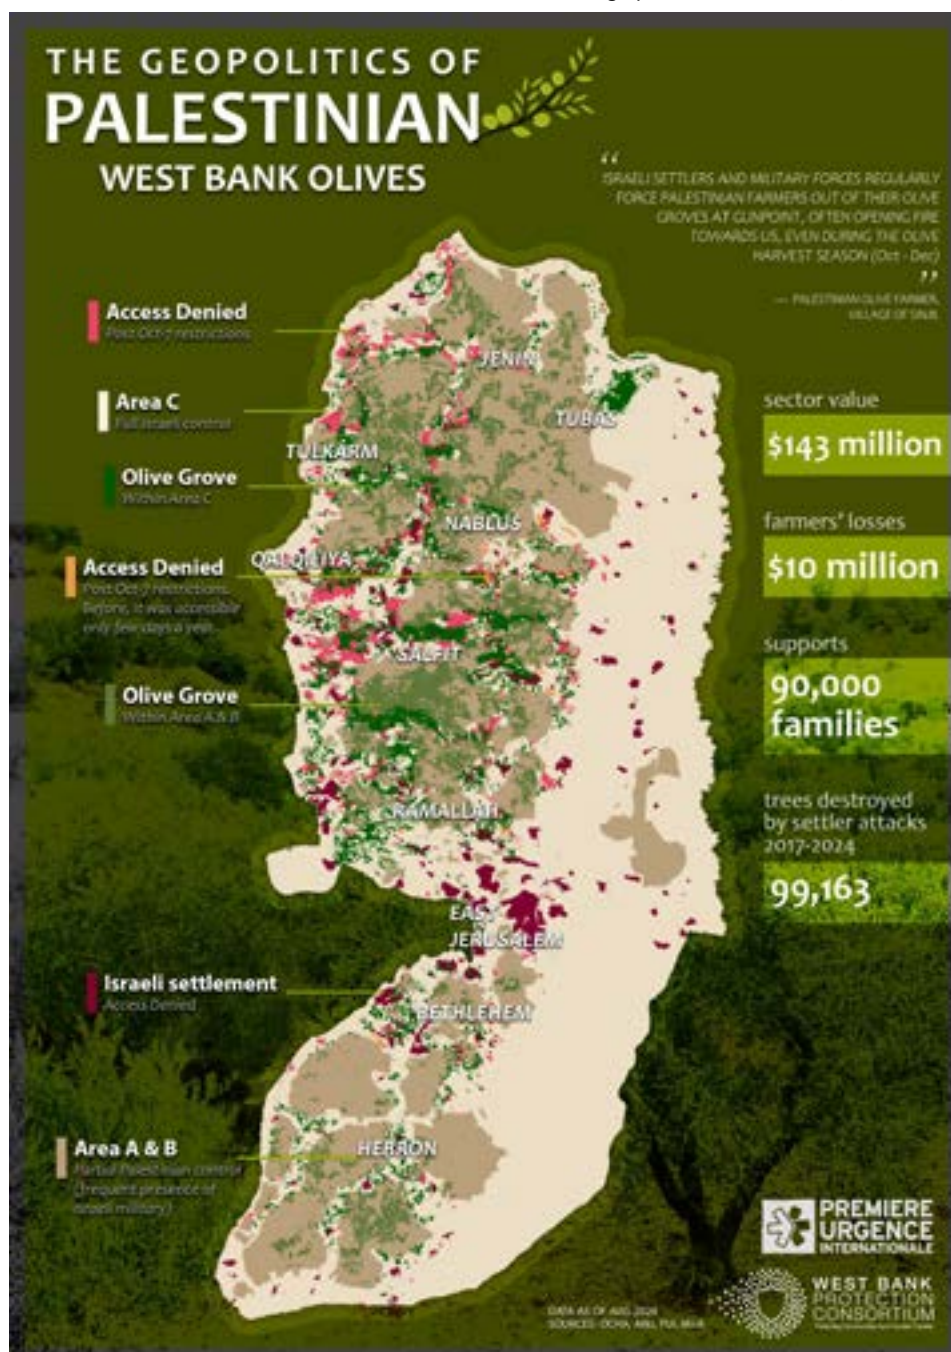 THE GEOPOLITICS OF
PALESTINIAN
WEST BANK OLIVES
“
ISRAELI SETTLERS AND MILITARY FORCES REGULARLY
FORCE PALESTINIAN FARMERS OUT OF THEIR OLIVE
GROVES AT GUNPOINT, OFTEN OPENING FIRE
TOWARDS US, EVEN DURING THE OLIVE
HARVEST SEASON (Oct - Dec)
”
— PALESTINIAN OLIVE FARMER,
VILLAGE OF SINJIL
Access Denied
Post Oct-7 restrictions
Area C
Full Israeli control
Olive Grove
Within Area C
Access Denied
Post Oct-7 restrictions.
Before, it was accessible
only few days a year.
Olive Grove
Within Area A & B
Israeli settlement
Access Denied
Area A & B
Partial Palestinian control
(frequent presence of
Israeli military)
JENIN
TUBAS
TULKARM
NABLUS
QALQILIYA
SALFIT
RAMALLAH
EAST
JERUSALEM
BETHLEHEM
HEBRON
sector value
$143 million
farmers' losses
$10 million
supports
90,000
families
trees destroyed
by settler attacks
2017-2024
99,163
PREMIERE
URGENCE
INTERNATIONALE
WEST BANK
PROTECTION
CONSORTIUM
DATA AS OF AUG 2024
SOURCES: OCHA,